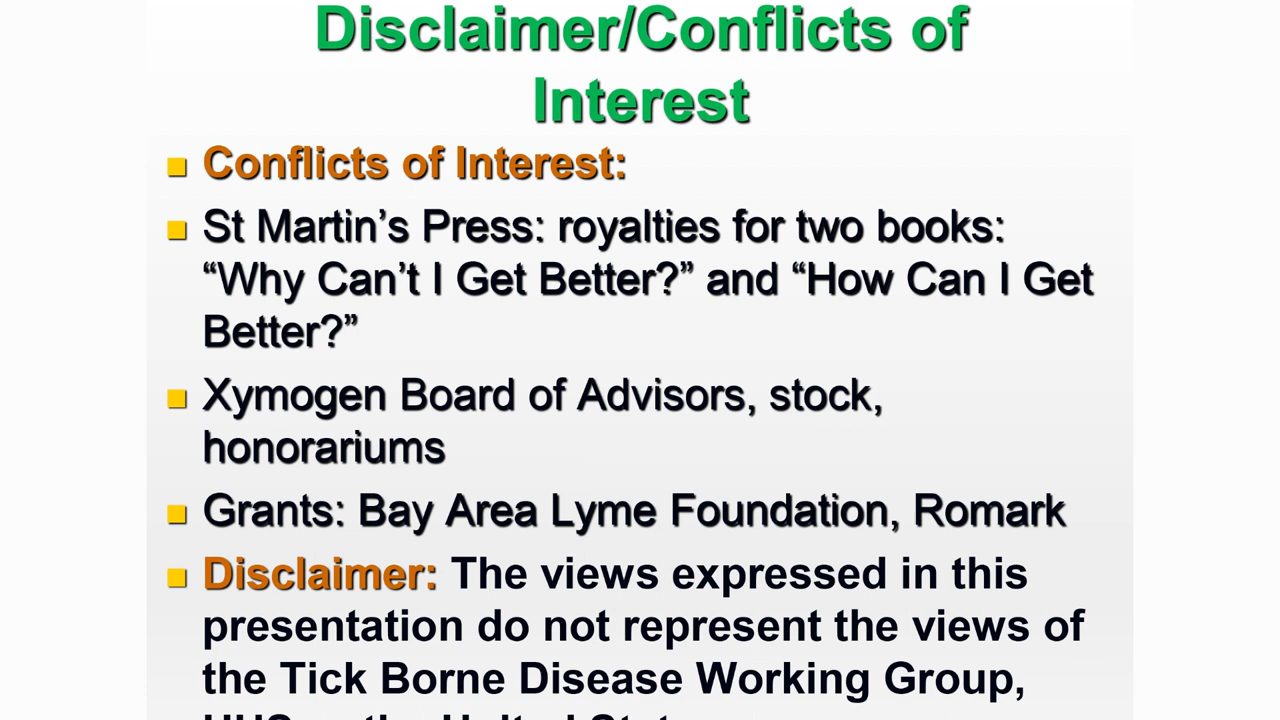 Disclaimer/Conflicts of
Interest
Conflicts of Interest:
St Martin’s Press: royalties for two books:
“Why Can’t I Get Better?” and “How Can I Get
Better?”
Xymogen Board of Advisors, stock,
honorariums
Grants: Bay Area Lyme Foundation, Romark
Disclaimer: The views expressed in this
presentation do not represent the views of
the Tick Borne Disease Working Group,